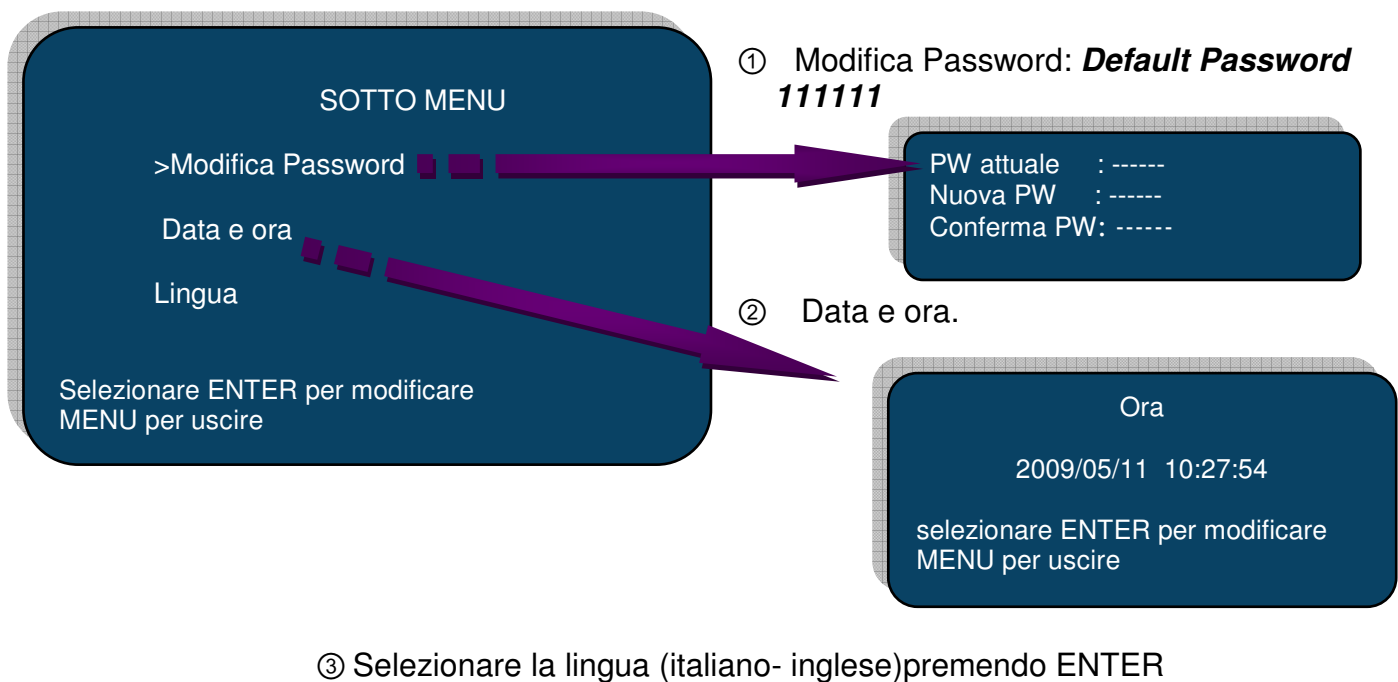 SOTTO MENU
>Modifica Password
Data e ora
Lingua
Selezionare ENTER per modificare
MENU per uscire
① Modifica Password: Default Password
111111
PW attuale : ------
Nuova PW : ------
Conferma PW: ------
② Data e ora.
Ora
2009/05/11 10:27:54
selezionare ENTER per modificare
MENU per uscire
③ Selezionare la lingua (italiano- inglese)premendo ENTER